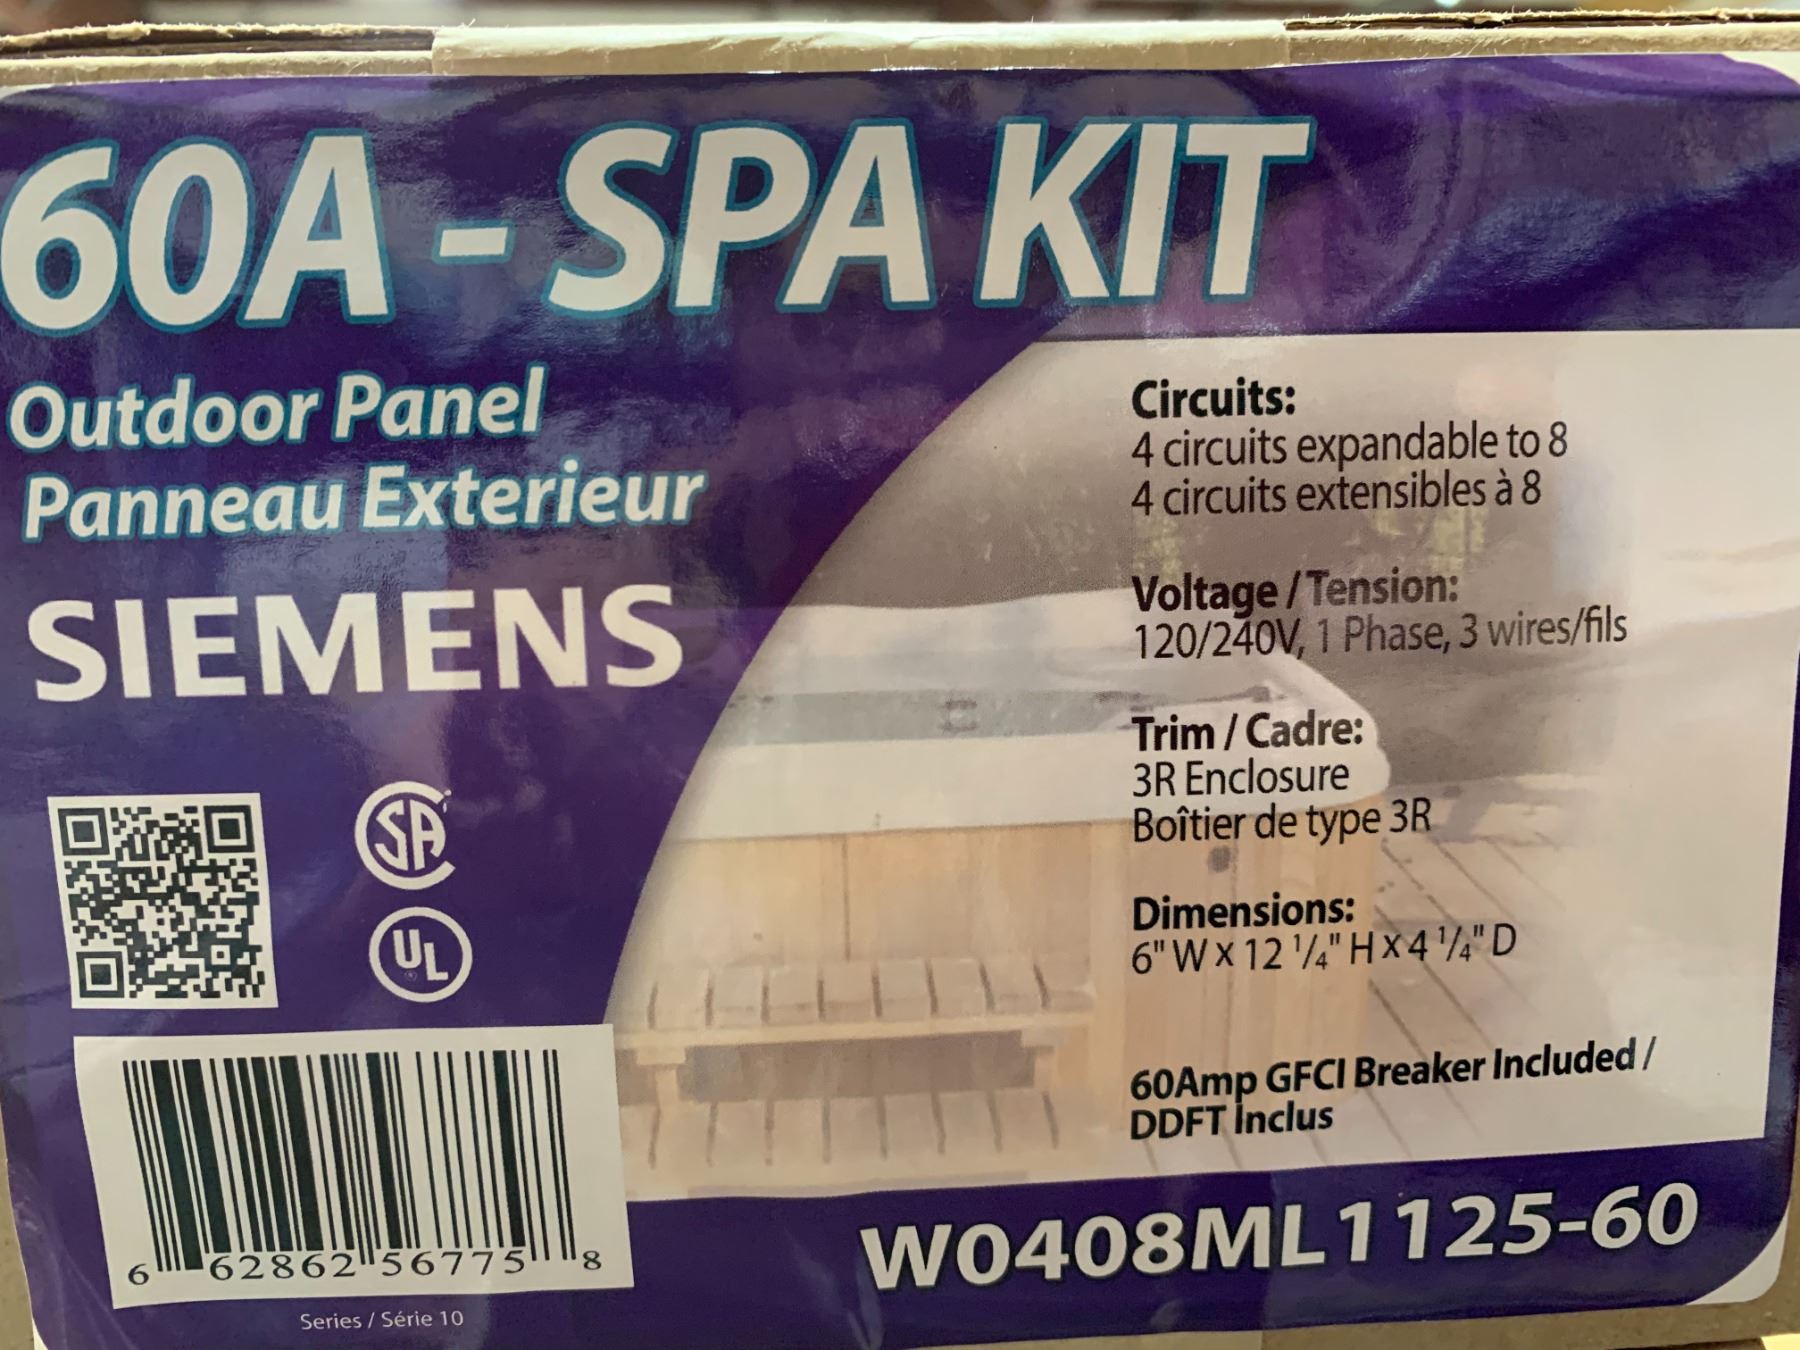 60A - SPA KIT
Outdoor Panel
Panneau Exterieur
SIEMENS
Circuits:
4 circuits expandable to 8
4 circuits extensibles à 8
Voltage / Tension:
120/240V, 1 Phase, 3 wires/fils
Trim / Cadre:
3R Enclosure
Boîtier de type 3R
Dimensions:
6" W X 12 1/4" H X 4 1/4" D
60Amp GFCI Breaker Included /
DDFT Inclus
SA
UL
6 62862 56775 8
Series / Série 10
W0408ML1125-60